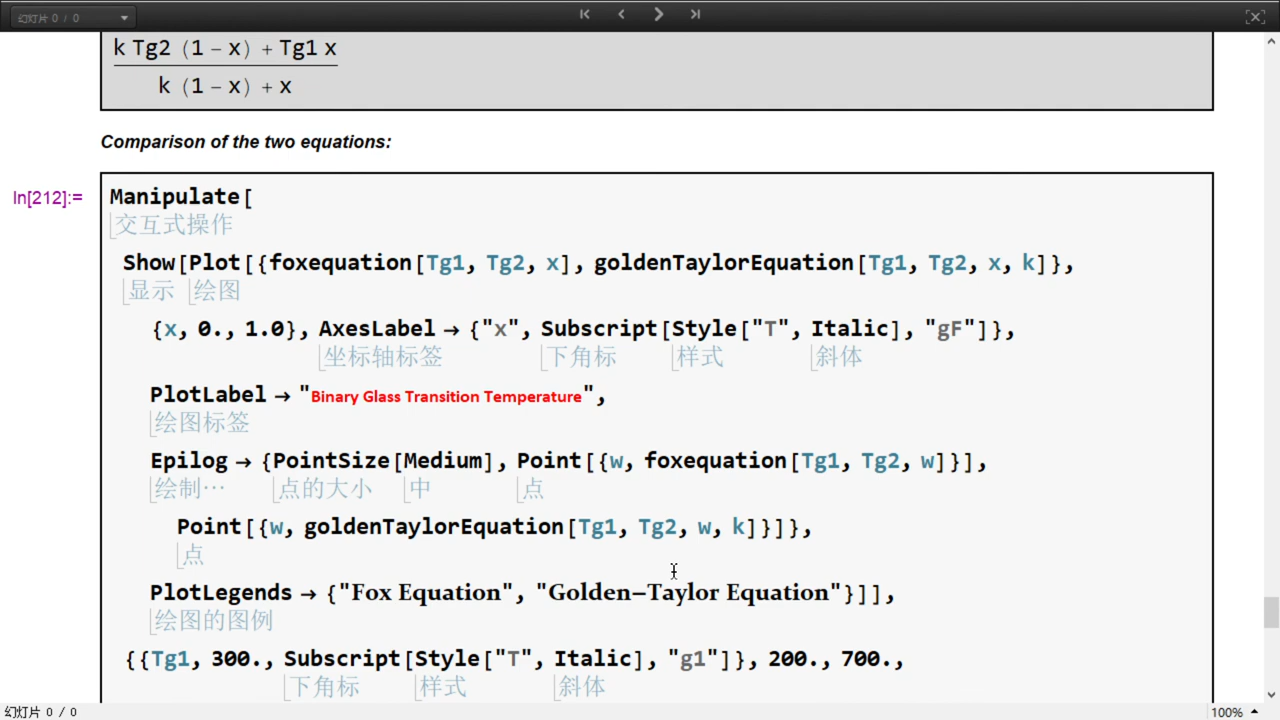 幻灯片 0 / 0
k Tg2 (1 − x) + Tg1 x
k (1 − x) + x
Comparison of the two equations:
In[212]:=
Manipulate[
交互式操作
Show[Plot[{foxequation[Tg1, Tg2, x], goldenTaylorEquation[Tg1, Tg2, x, k]},
显示 绘图
{x, 0., 1.0}, AxesLabel → {"x", Subscript[Style["T", Italic], "gF"]},
坐标轴标签 下角标 样式 斜体
PlotLabel → "Binary Glass Transition Temperature",
绘图标签
Epilog → {PointSize[Medium], Point[{w, foxequation[Tg1, Tg2, w]}],
绘制⋯ 点的大小 中 点
Point[{w, goldenTaylorEquation[Tg1, Tg2, w, k]}]},
点
PlotLegends → {"Fox Equation", "Golden−Taylor Equation"}]],
绘图的图例
{{Tg1, 300., Subscript[Style["T", Italic], "g1"]}, 200., 700.,
下角标 样式 斜体
幻灯片 0 / 0
100%